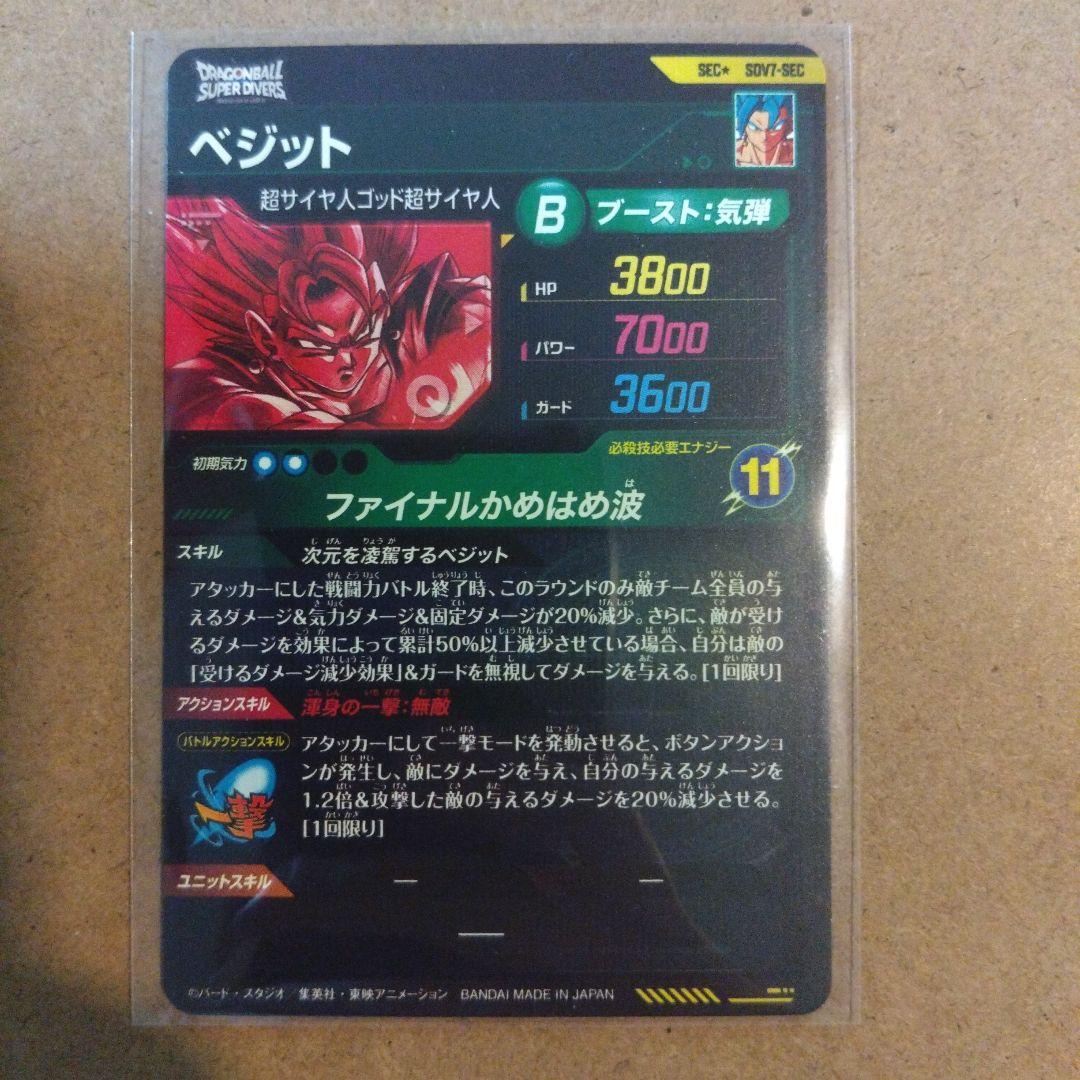 DRAGONBALL
SUPER DIVERS
SEC★ SDV7-SEC
ベジット
超サイヤ人ゴッド超サイヤ人
B ブースト:気弾
HP 3800
パワー 7000
ガード 3600
初期気力
必殺技必要エナジー
11
ファイナルかめはめ波
スキル 次元を凌駕するベジット
アタッカーにした戦闘力バトル終了時、このラウンドのみ敵チーム全員の与
えるダメージ&気力ダメージ&固定ダメージが20%減少。さらに、敵が受け
るダメージを効果によって累計50%以上減少させている場合、自分は敵の
「受けるダメージ減少効果」&ガードを無視してダメージを与える。[1回限り]
アクションスキル 渾身の一撃:無敵
バトルアクションスキル
一撃
アタッカーにして一撃モードを発動させると、ボタンアクショ
ンが発生し、敵にダメージを与え、自分の与えるダメージを
1.2倍&攻撃した敵の与えるダメージを20%減少させる。
[1回限り]
ユニットスキル — —
—
©バード・スタジオ/集英社・東映アニメーション BANDAI MADE IN JAPAN